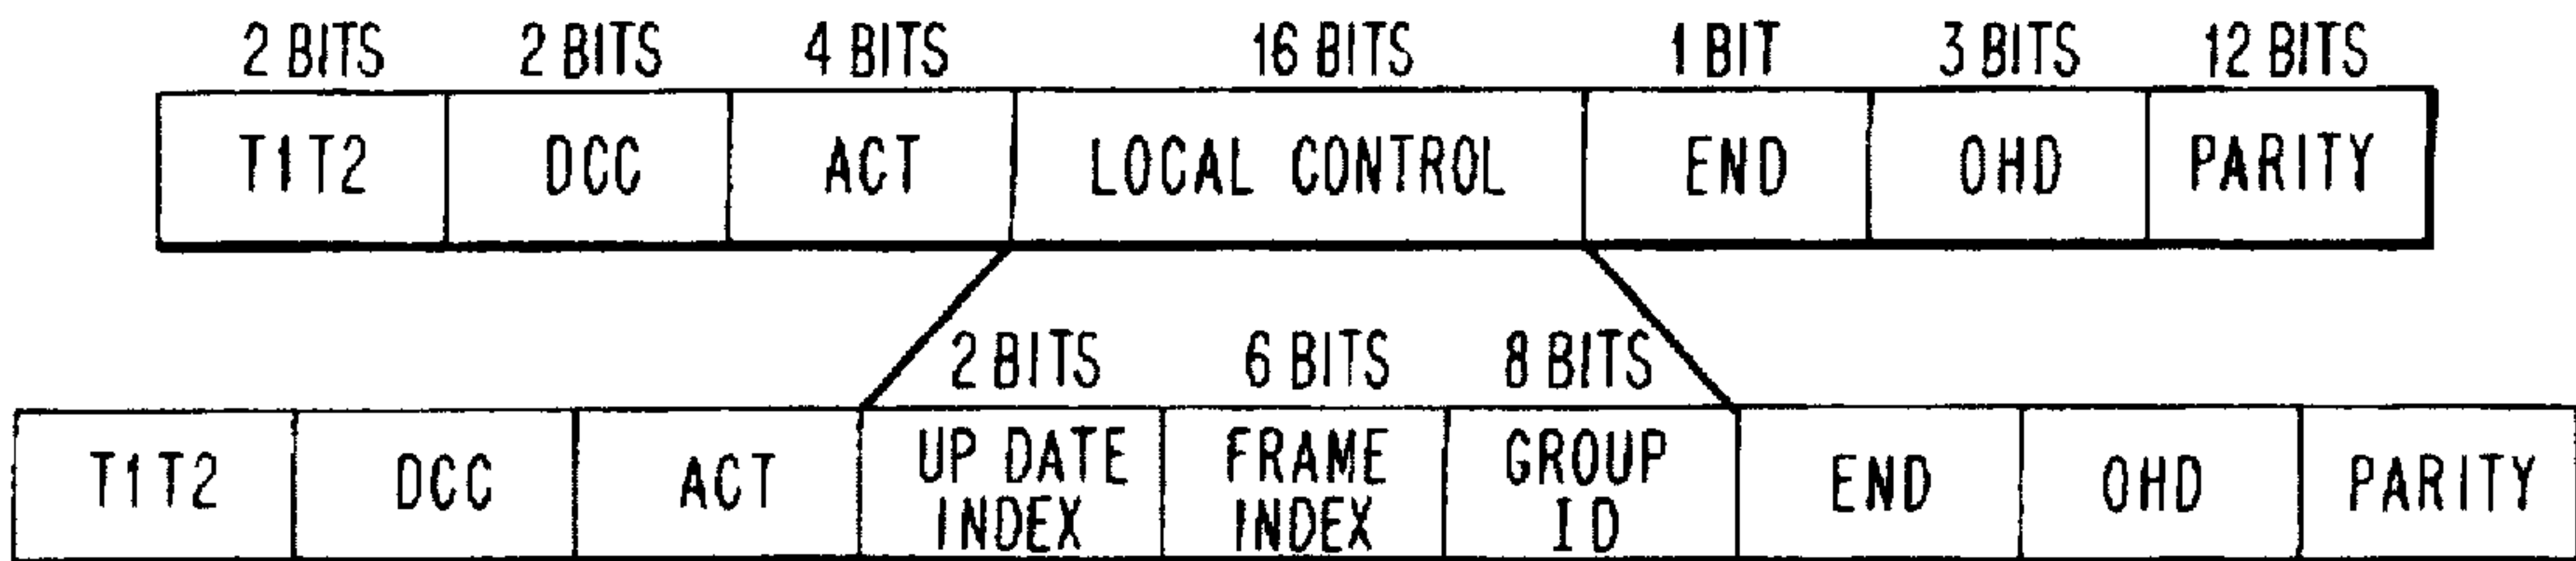 2 BITS 2 BITS 4 BITS 16 BITS 1 BIT 3 BITS 12 BITS
T1T2 DCC ACT LOCAL CONTROL END OHD PARITY
2 BITS 6 BITS 8 BITS
T1T2 DCC ACT UP DATE INDEX FRAME INDEX GROUP ID END OHD PARITY